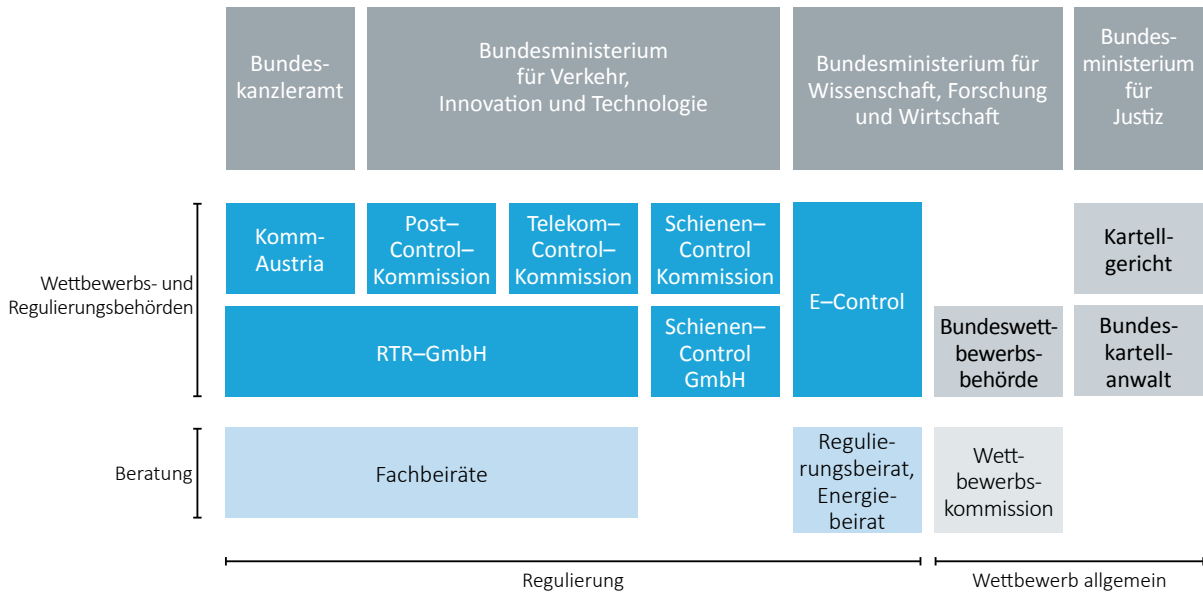 Bundes-
kanzleramt
Bundesministerium
für Verkehr,
Innovation und Technologie
Bundesministerium für
Wissenschaft, Forschung
und Wirtschaft
Bundes-
ministerium
für
Justiz
Wettbewerbs- und
Regulierungsbehörden
Komm-
Austria
Post–
Control–
Kommission
Telekom–
Control–
Kommission
Schienen–
Control
Kommission
E–Control
Kartell-
gericht
RTR–GmbH
Schienen–
Control
GmbH
Bundeswett-
bewerbs-
behörde
Bundes-
kartell-
anwalt
Beratung
Fachbeiräte
Regulie-
rungsbeirat,
Energie-
beirat
Wett-
bewerbs-
kommission
Regulierung
Wettbewerb allgemein